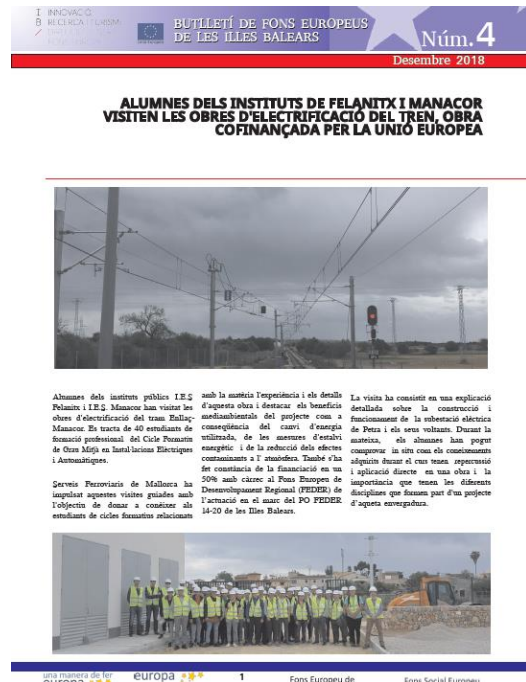 I INNOVACIÓ
B RECERCA I TURISME
BUTLLETÍ DE FONS EUROPEUS
DE LES ILLES BALEARS
Núm.4
Desembre 2018
ALUMNES DELS INSTITUTS DE FELANITX I MANACOR
VISITEN LES OBRES D'ELECTRIFICACIÓ DEL TREN, OBRA
COFINANÇADA PER LA UNIÓ EUROPEA
Alumnes dels instituts públics I.E.S
Felanitx i I.E.S. Manacor han visitat les
obres d'electrificació del tram Enllaç-
Manacor. Es tracta de 40 estudiants de
formació professional del Cicle Formatiu
de Grau Mitjà en Instal·lacions Elèctriques
i Automàtiques.
Serveis Ferroviaris de Mallorca ha
impulsat aquestes visites guiades amb
l'objectiu de donar a conèixer als
estudiants de cicles formatius relacionats
amb la matèria l'experiència i els detalls
d'aquesta obra i destacar els beneficis
mediambientals del projecte com a
conseqüència del canvi d'energia
utilitzada, de les mesures d'estalvi
energètic i de la reducció dels efectes
contaminants a l' atmósfera. També s'ha
fet constància de la financiació en un
50% amb càrrec al Fons Europeu de
Desenvolupament Regional (FEDER) de
l'actuació en el marc del PO FEDER
14-20 de les Illes Balears.
La visita ha consistit en una explicació
detallada sobre la construcció i
funcionament de la subestació elèctrica
de Petra i els seus voltants. Durant la
mateixa, els alumnes han pogut
comprovar in situ com els coneixements
adquirits durant el curs tenen repercussió
i aplicació directe en una obra i la
importància que tenen les diferents
disciplines que formen part d'un projecte
d'aqueta envergadura.
una manera de fer
europa
europa
1
Fons Europeu de
Fons Social Europeu